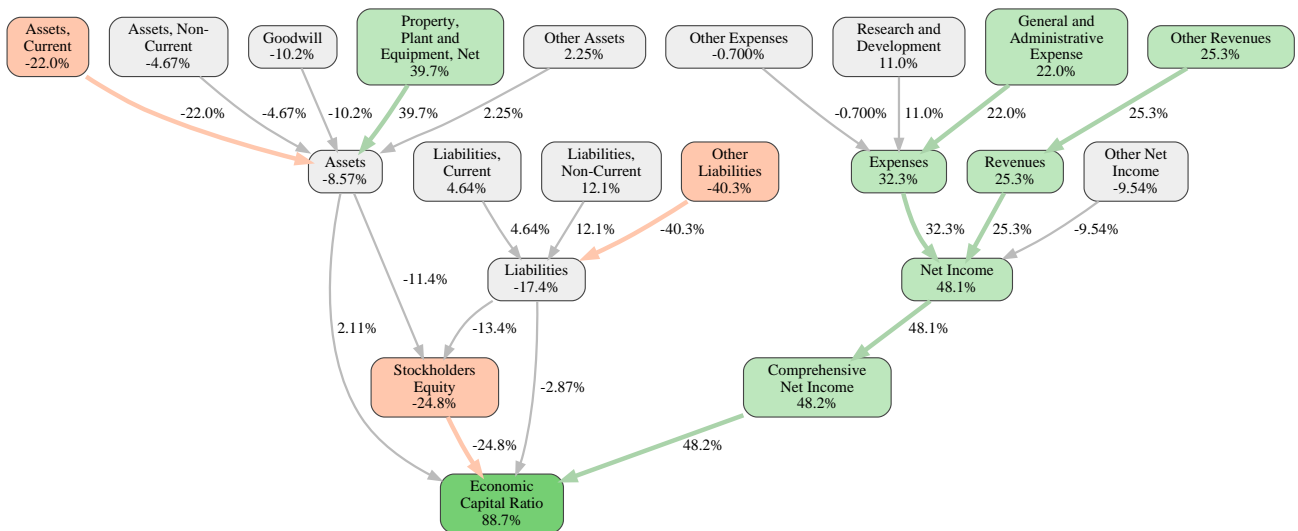 Assets,
Current
-22.0%
Assets, Non-
Current
-4.67%
Goodwill
-10.2%
Property,
Plant and
Equipment, Net
39.7%
Other Assets
2.25%
Other Expenses
-0.700%
Research and
Development
11.0%
General and
Administrative
Expense
22.0%
Other Revenues
25.3%
-22.0%
-4.67%
-10.2%
39.7%
2.25%
-0.700%
11.0%
22.0%
25.3%
Assets
-8.57%
Liabilities,
Current
4.64%
Liabilities,
Non-Current
12.1%
Other
Liabilities
-40.3%
Expenses
32.3%
Revenues
25.3%
Other Net
Income
-9.54%
4.64%
12.1%
-40.3%
32.3%
25.3%
-9.54%
Liabilities
-17.4%
Net Income
48.1%
-11.4%
2.11%
-13.4%
-2.87%
48.1%
Stockholders
Equity
-24.8%
Comprehensive
Net Income
48.2%
-24.8%
48.2%
Economic
Capital Ratio
88.7%